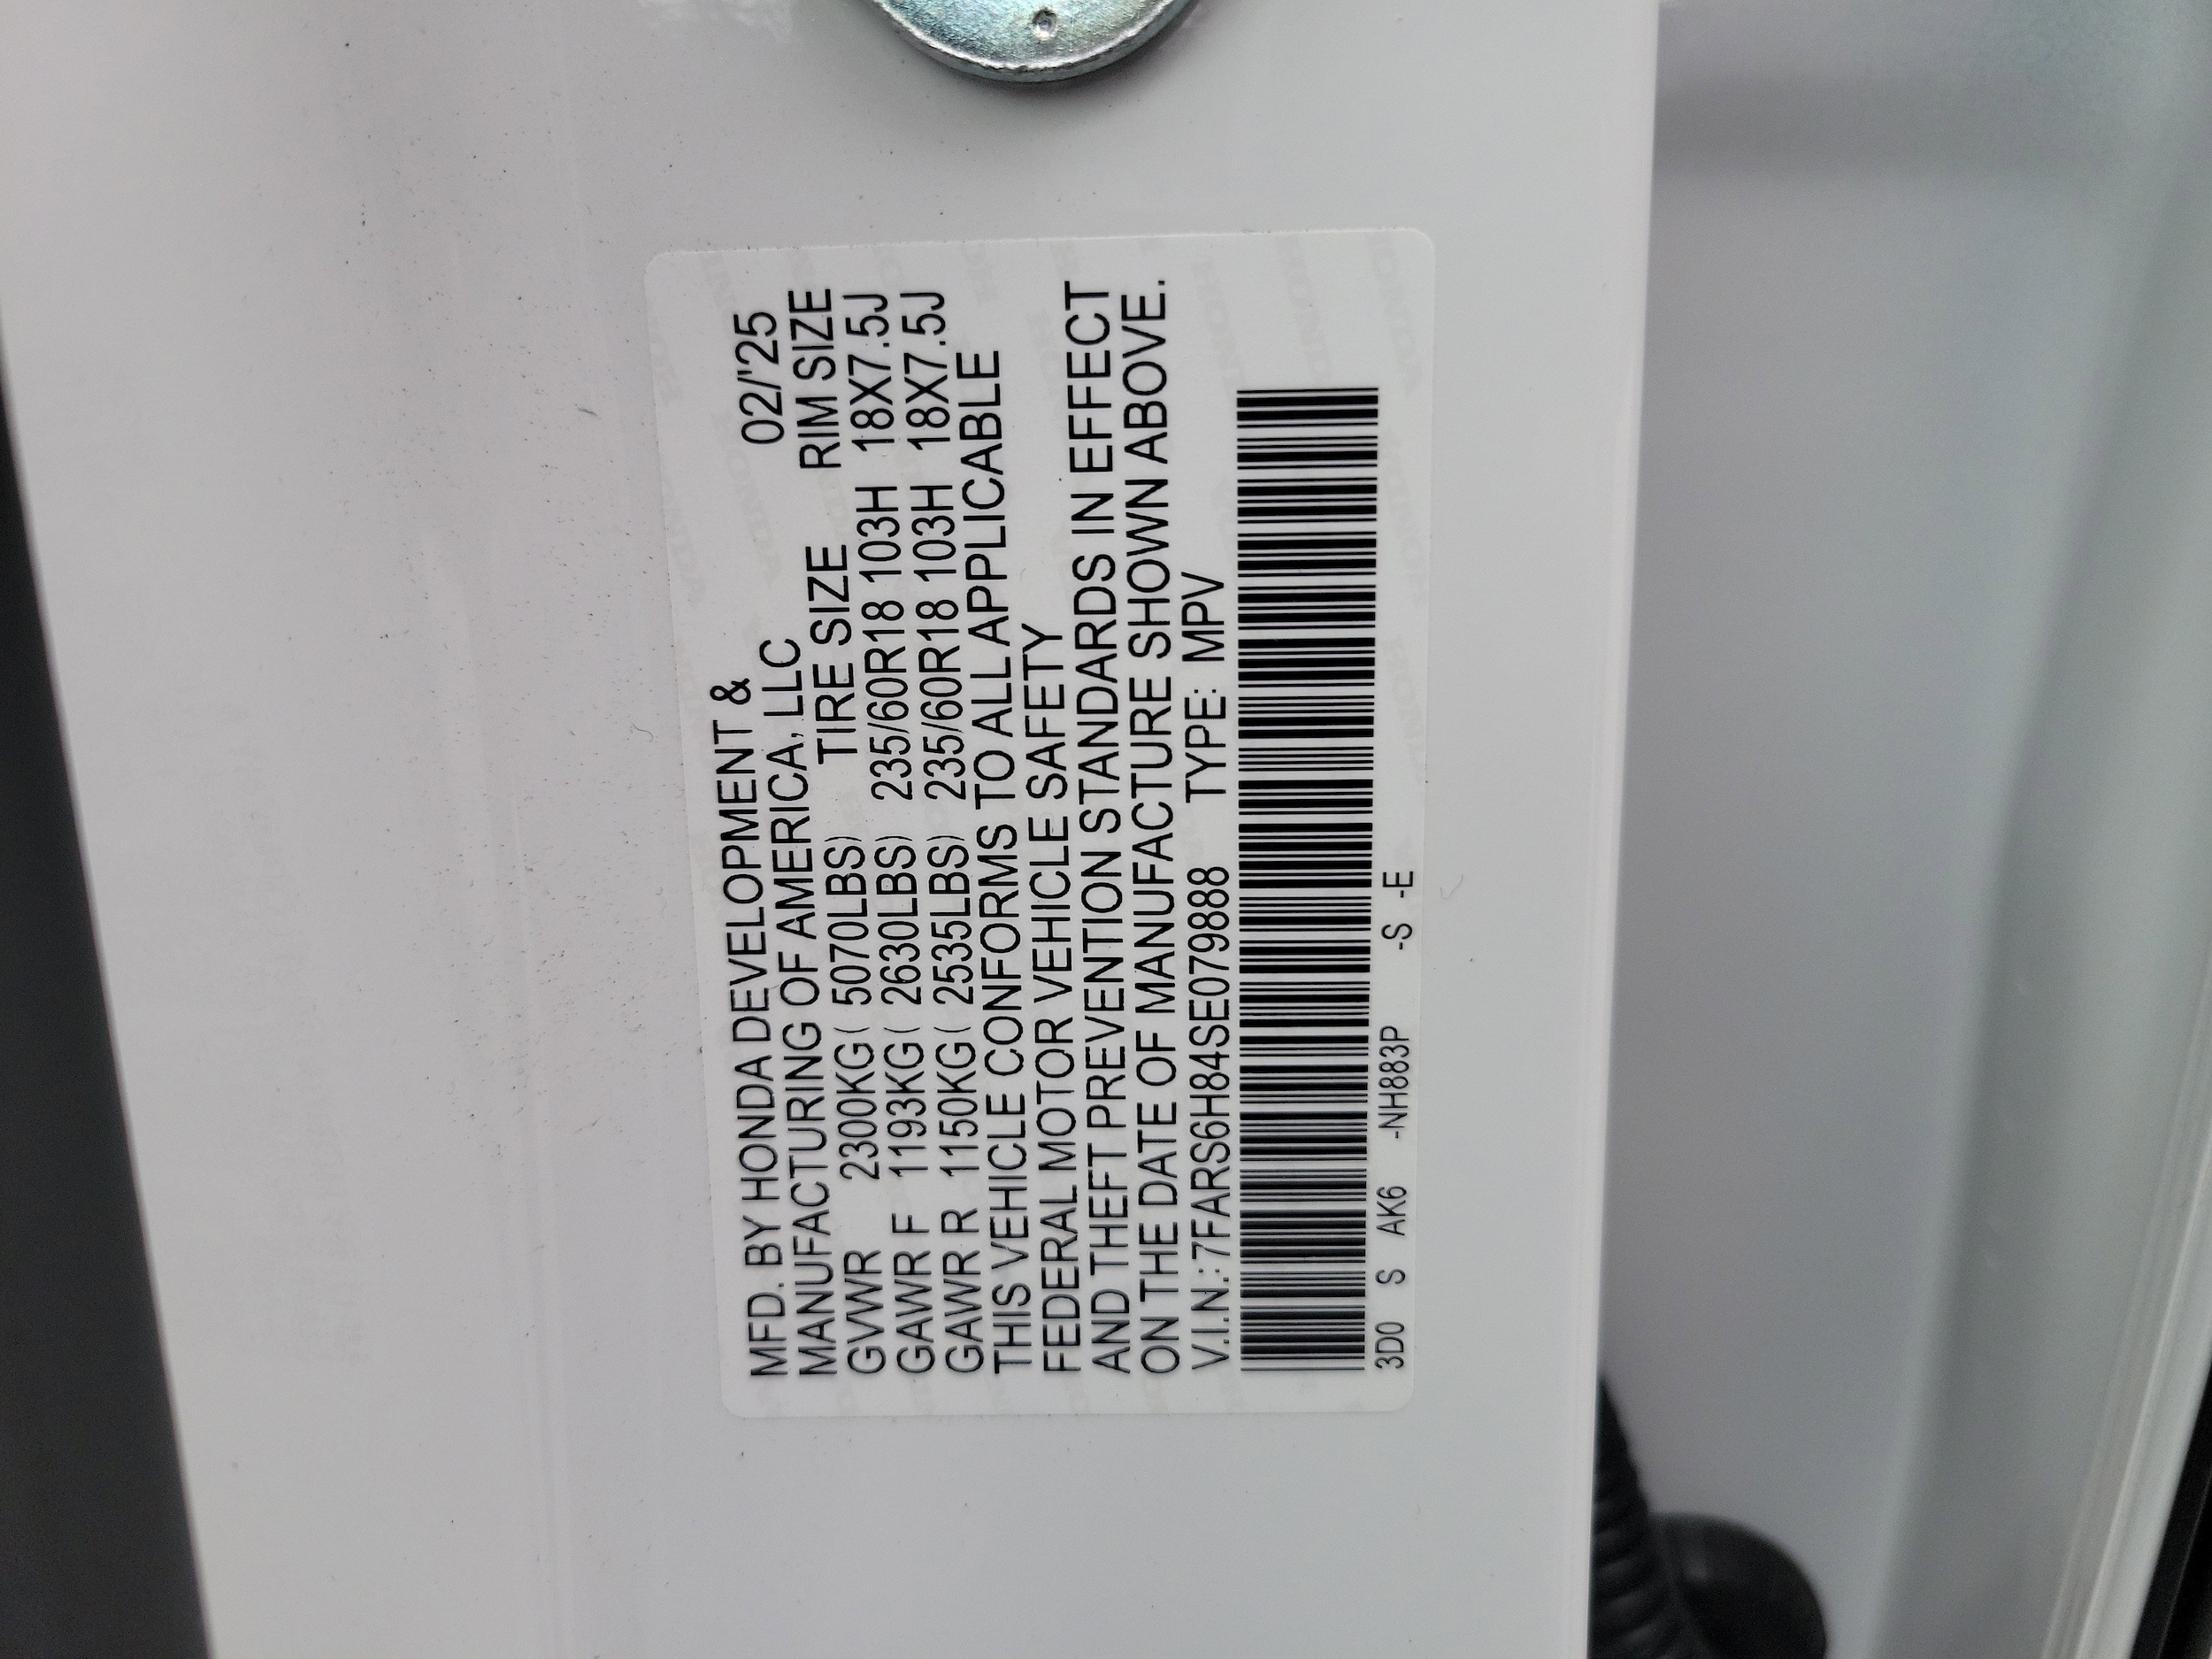 MFD. BY HONDA DEVELOPMENT &
MANUFACTURING OF AMERICA, LLC 02/'25
TIRE SIZE RIM SIZE
GVWR 2300KG ( 5070LBS) 235/60R18 103H 18X7.5J
GAWR F 1193KG ( 2630LBS) 235/60R18 103H 18X7.5J
GAWR R 1150KG ( 2535LBS)
THIS VEHICLE CONFORMS TO ALL APPLICABLE
FEDERAL MOTOR VEHICLE SAFETY
AND THEFT PREVENTION STANDARDS IN EFFECT
ON THE DATE OF MANUFACTURE SHOWN ABOVE.
V.I.N.: 7FARS6H84SE079888 TYPE: MPV
3D0 S AK6 -NH883P -S -E